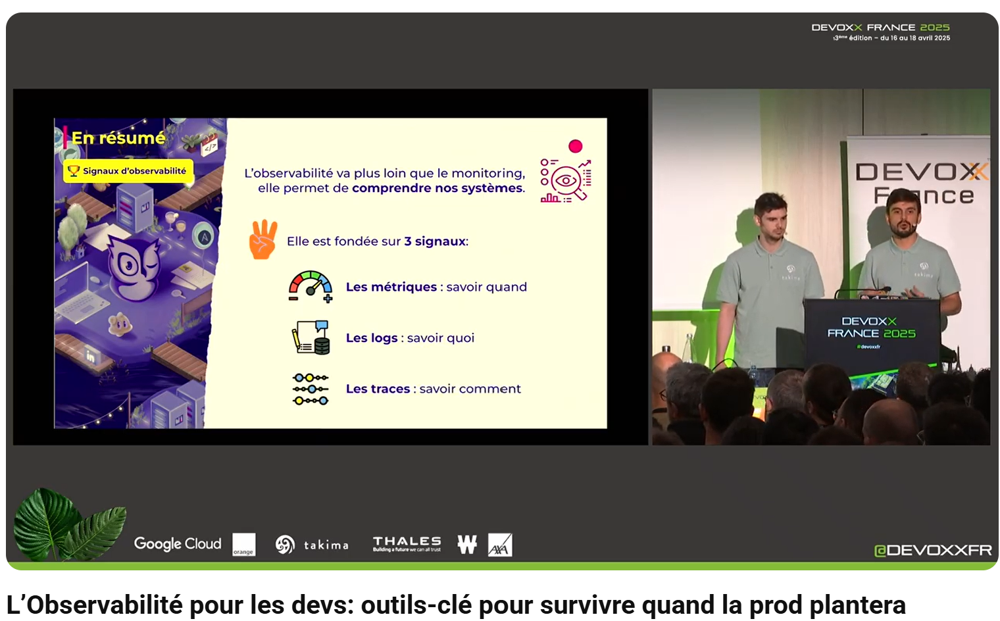 DEVOXX FRANCE 2025
13ème édition – du 16 au 18 avril 2025
En résumé
Signaux d'observabilité
L'observabilité va plus loin que le monitoring,
elle permet de comprendre nos systèmes.
Elle est fondée sur 3 signaux:
Les métriques : savoir quand
Les logs : savoir quoi
Les traces : savoir comment
</>
A
in
DEVOXX
France
takima
takima
DEVOXX
FRANCE 2025
#devoxxfr
Google Cloud
orange
takima
THALES
Building a future we can all trust
W
AXA
@DEVOXXFR
L'Observabilité pour les devs: outils-clé pour survivre quand la prod plantera